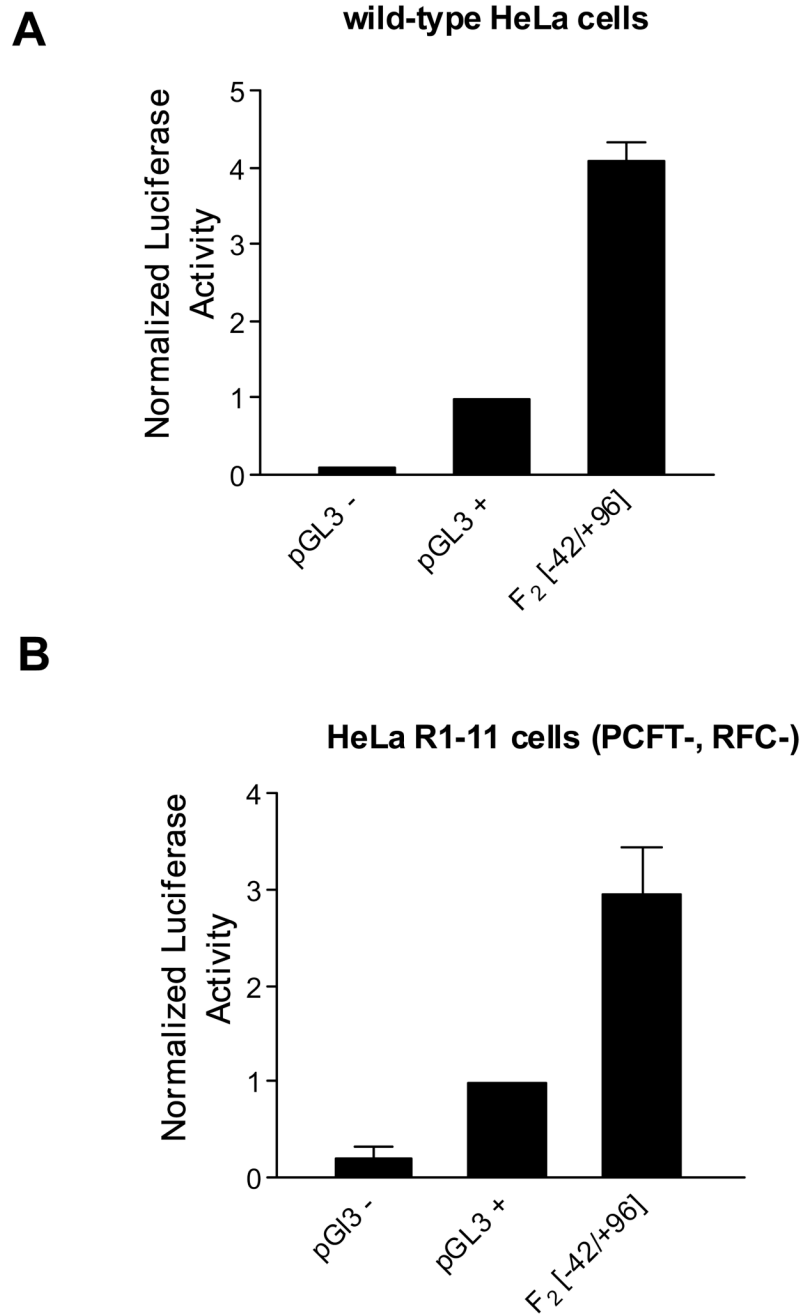 A
wild-type HeLa cells
Normalized Luciferase
Activity
5
4
3
2
1
0
pGL3 -
pGL3 +
F2 [-42/+96]
B
HeLa R1-11 cells (PCFT-, RFC-)
Normalized Luciferase
Activity
4
3
2
1
0
pGl3 -
pGL3 +
F2 [-42/+96]